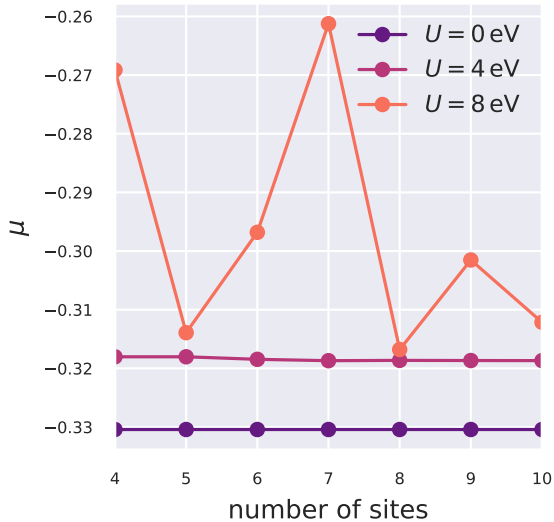 −0.26
−0.27
−0.28
−0.29
−0.30
−0.31
−0.32
−0.33
μ
U = 0 eV
U = 4 eV
U = 8 eV
4 5 6 7 8 9 10
number of sites